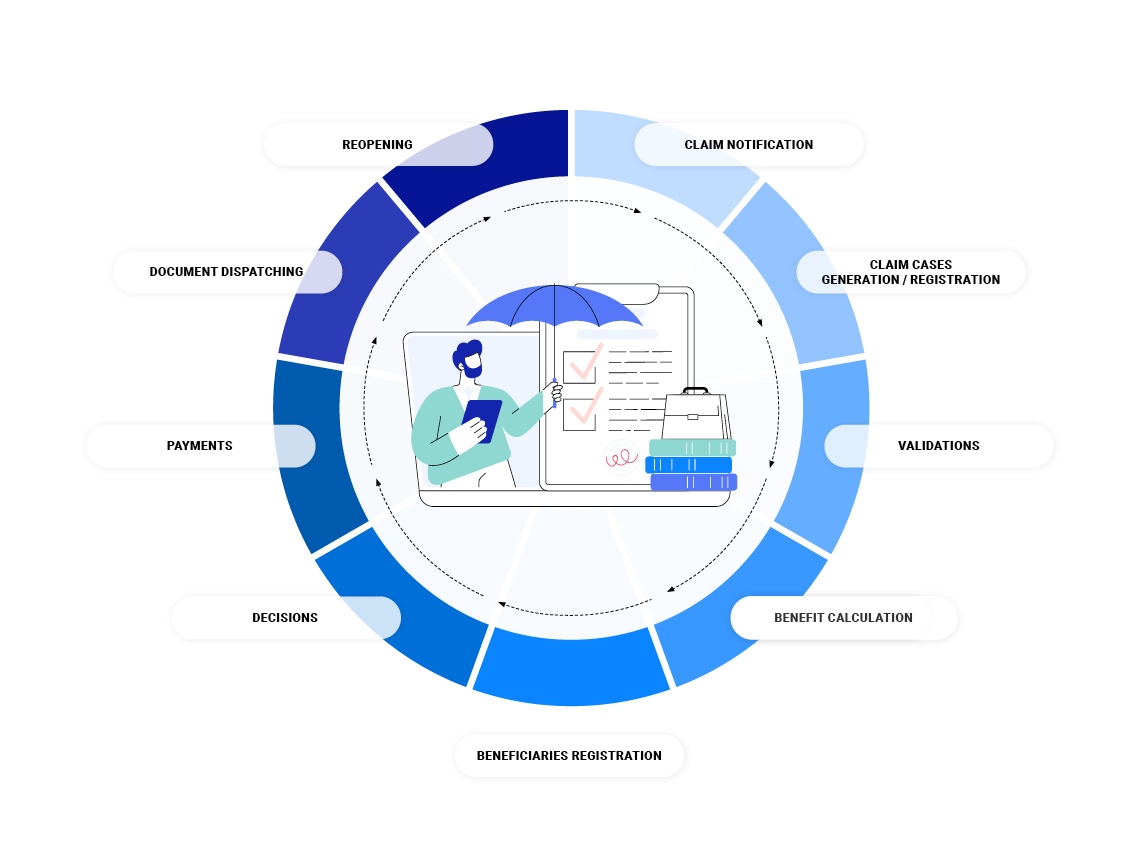 REOPENING
CLAIM NOTIFICATION
DOCUMENT DISPATCHING
CLAIM CASES
GENERATION / REGISTRATION
PAYMENTS
VALIDATIONS
DECISIONS
BENEFIT CALCULATION
BENEFICIARIES REGISTRATION